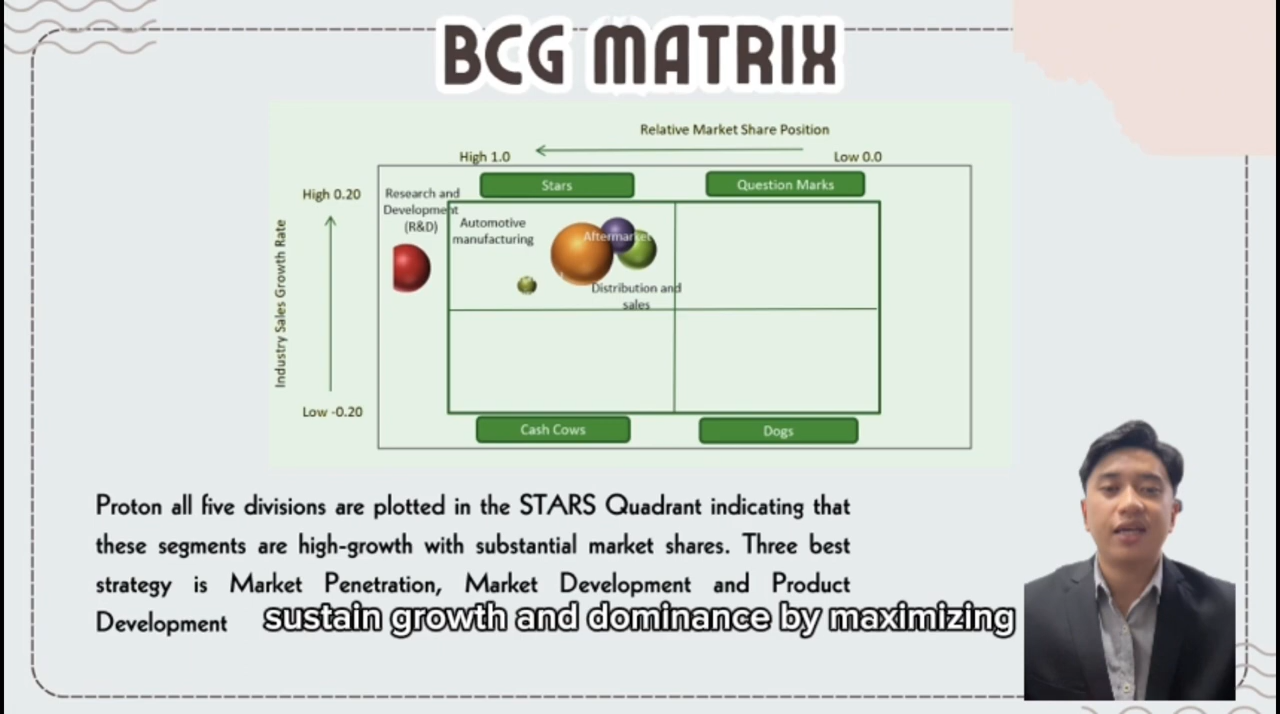 BCG MATRIX
Relative Market Share Position
High 1.0
Low 0.0
Stars
Question Marks
High 0.20
Research and
Development
(R&D)
Automotive
manufacturing
Aftermarket
Distribution and
sales
Industry Sales Growth Rate
Low -0.20
Cash Cows
Dogs
Proton all five divisions are plotted in the STARS Quadrant indicating that
these segments are high-growth with substantial market shares. Three best
strategy is Market Penetration, Market Development and Product
Development
sustain growth and dominance by maximizing